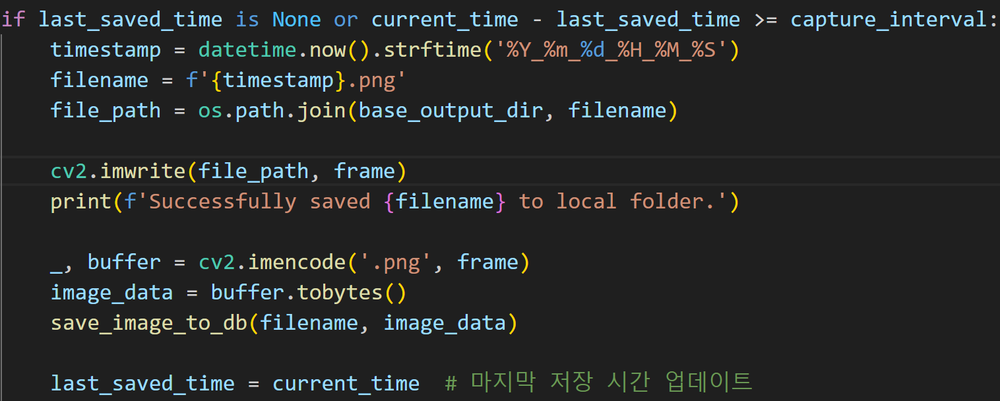 if last_saved_time is None or current_time - last_saved_time >= capture_interval:
    timestamp = datetime.now().strftime('%Y_%m_%d_%H_%M_%S')
    filename = f'{timestamp}.png'
    file_path = os.path.join(base_output_dir, filename)

    cv2.imwrite(file_path, frame)
    print(f'Successfully saved {filename} to local folder.')

    _, buffer = cv2.imencode('.png', frame)
    image_data = buffer.tobytes()
    save_image_to_db(filename, image_data)

    last_saved_time = current_time  # 마지막 저장 시간 업데이트